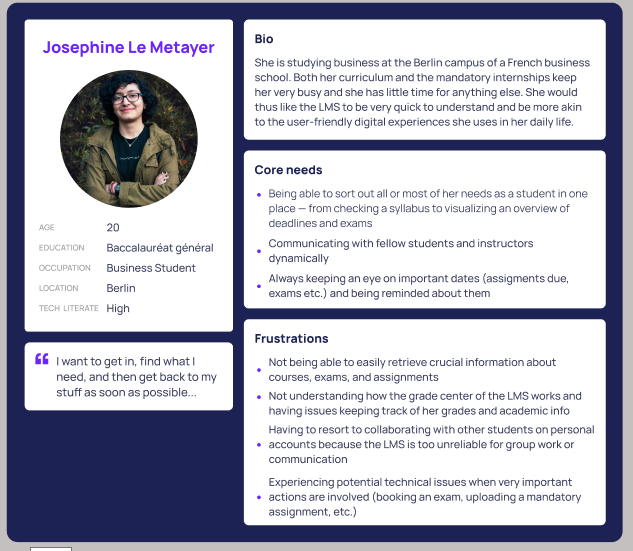 Josephine Le Metayer
AGE 20
EDUCATION Baccalauréat général
OCCUPATION Business Student
LOCATION Berlin
TECH LITERATE High
I want to get in, find what I
need, and then get back to my
stuff as soon as possible...
Bio
She is studying business at the Berlin campus of a French business
school. Both her curriculum and the mandatory internships keep
her very busy and she has little time for anything else. She would
thus like the LMS to be very quick to understand and be more akin
to the user-friendly digital experiences she uses in her daily life.
Core needs
• Being able to sort out all or most of her needs as a student in one
place — from checking a syllabus to visualizing an overview of
deadlines and exams
• Communicating with fellow students and instructors
dynamically
• Always keeping an eye on important dates (assigments due,
exams etc.) and being reminded about them
Frustrations
• Not being able to easily retrieve crucial information about
courses, exams, and assignments
• Not understanding how the grade center of the LMS works and
having issues keeping track of her grades and academic info
• Having to resort to collaborating with other students on personal
accounts because the LMS is too unreliable for group work or
communication
• Experiencing potential technical issues when very important
actions are involved (booking an exam, uploading a mandatory
assignment, etc.)